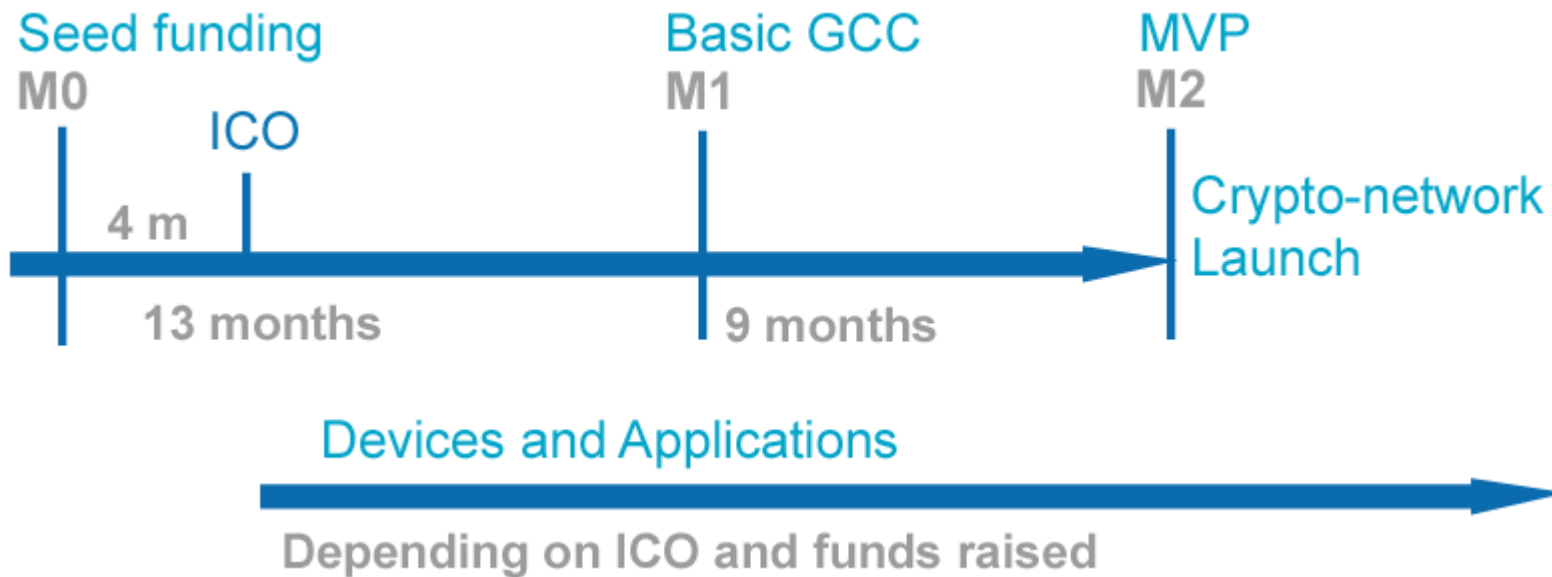 Seed funding
M0
ICO
4 m
13 months
Basic GCC
M1
9 months
MVP
M2
Crypto-network
Launch
Devices and Applications
Depending on ICO and funds raised